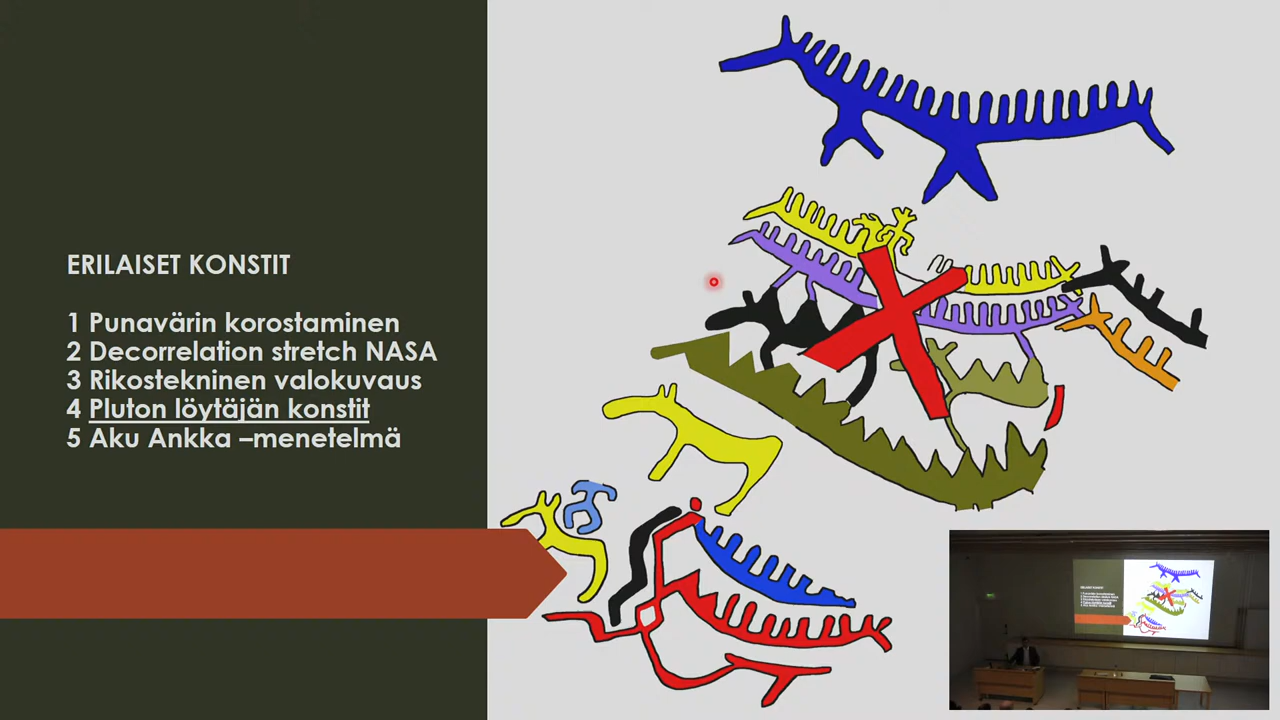 ERILAISET KONSTIT
1 Punavärin korostaminen
2 Decorrelation stretch NASA
3 Rikostekninen valokuvaus
4 Pluton löytäjän konstit
5 Aku Ankka –menetelmä